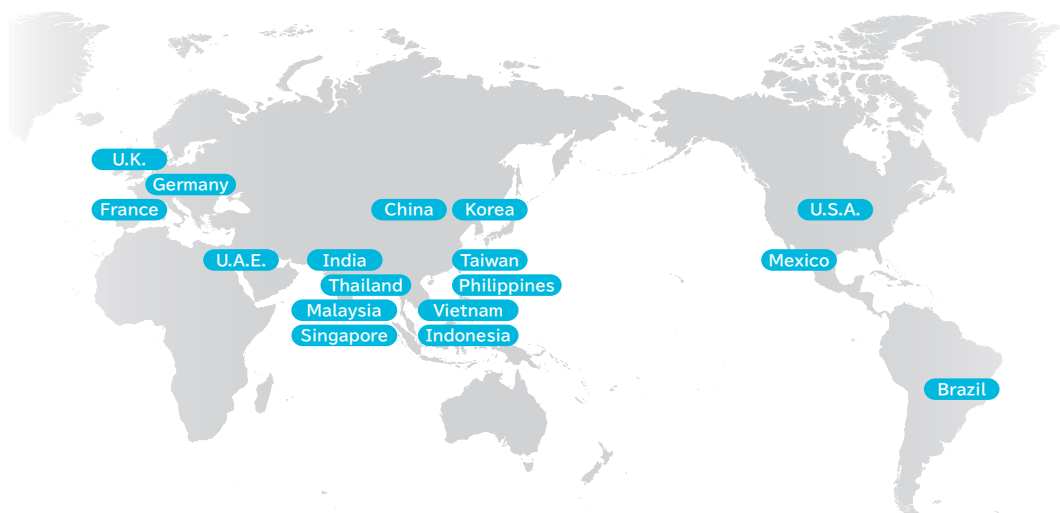 U.K.
Germany
France
China
Korea
U.S.A.
U.A.E.
India
Taiwan
Mexico
Thailand
Philippines
Malaysia
Vietnam
Singapore
Indonesia
Brazil